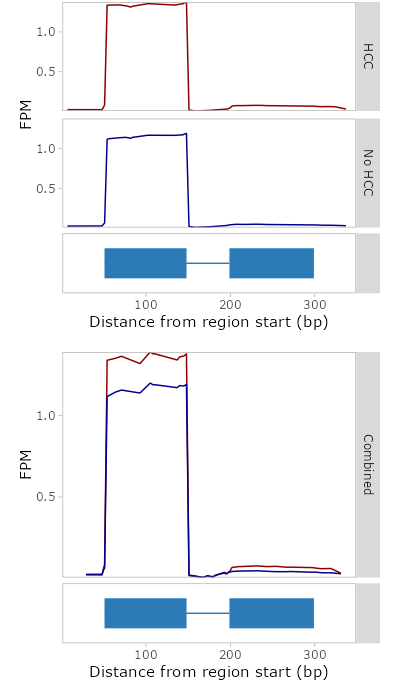 1.0
0.5
HCC
FPM
1.0
0.5
No HCC
100 200 300
Distance from region start (bp)
1.0
0.5
FPM
Combined
100 200 300
Distance from region start (bp)